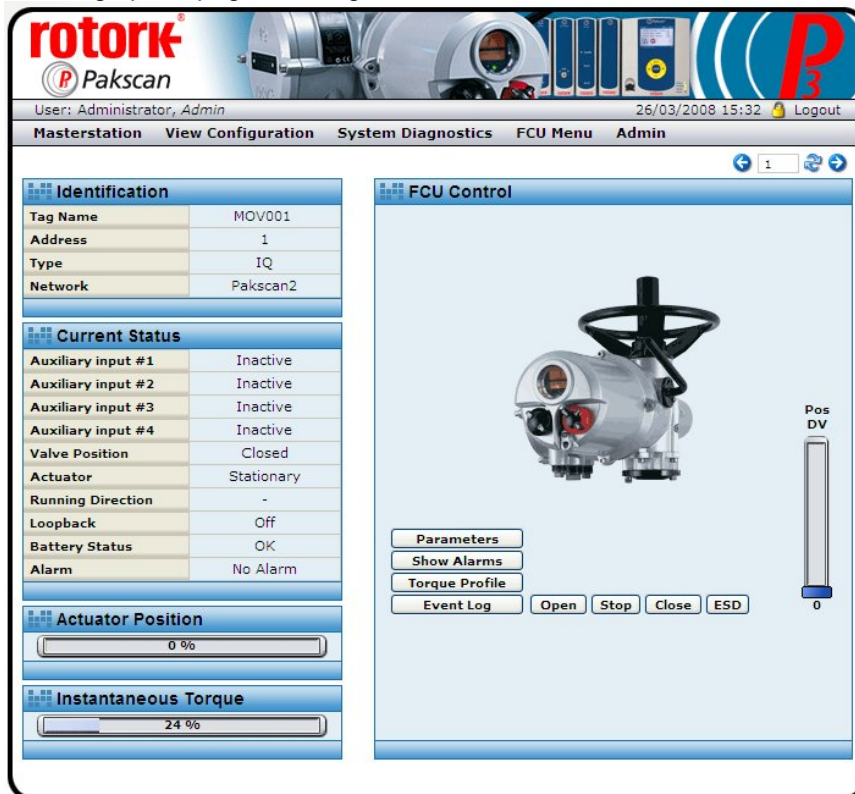 rotork®
P Pakscan
P3
User: Administrator, Admin 26/03/2008 15:32 Logout
Masterstation View Configuration System Diagnostics FCU Menu Admin
1
Identification
Tag Name MOV001
Address 1
Type IQ
Network Pakscan2
Current Status
Auxiliary input #1 Inactive
Auxiliary input #2 Inactive
Auxiliary input #3 Inactive
Auxiliary input #4 Inactive
Valve Position Closed
Actuator Stationary
Running Direction -
Loopback Off
Battery Status OK
Alarm No Alarm
Actuator Position
0 %
Instantaneous Torque
24 %
FCU Control
Pos
DV
0
Parameters
Show Alarms
Torque Profile
Event Log Open Stop Close ESD